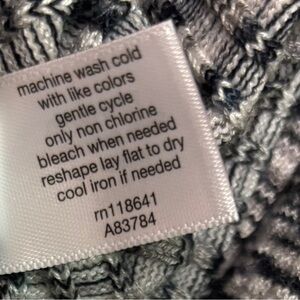 machine wash cold
with like colors
gentle cycle
only non chlorine
bleach when needed
reshape lay flat to dry
cool iron if needed
rn118641
A83784